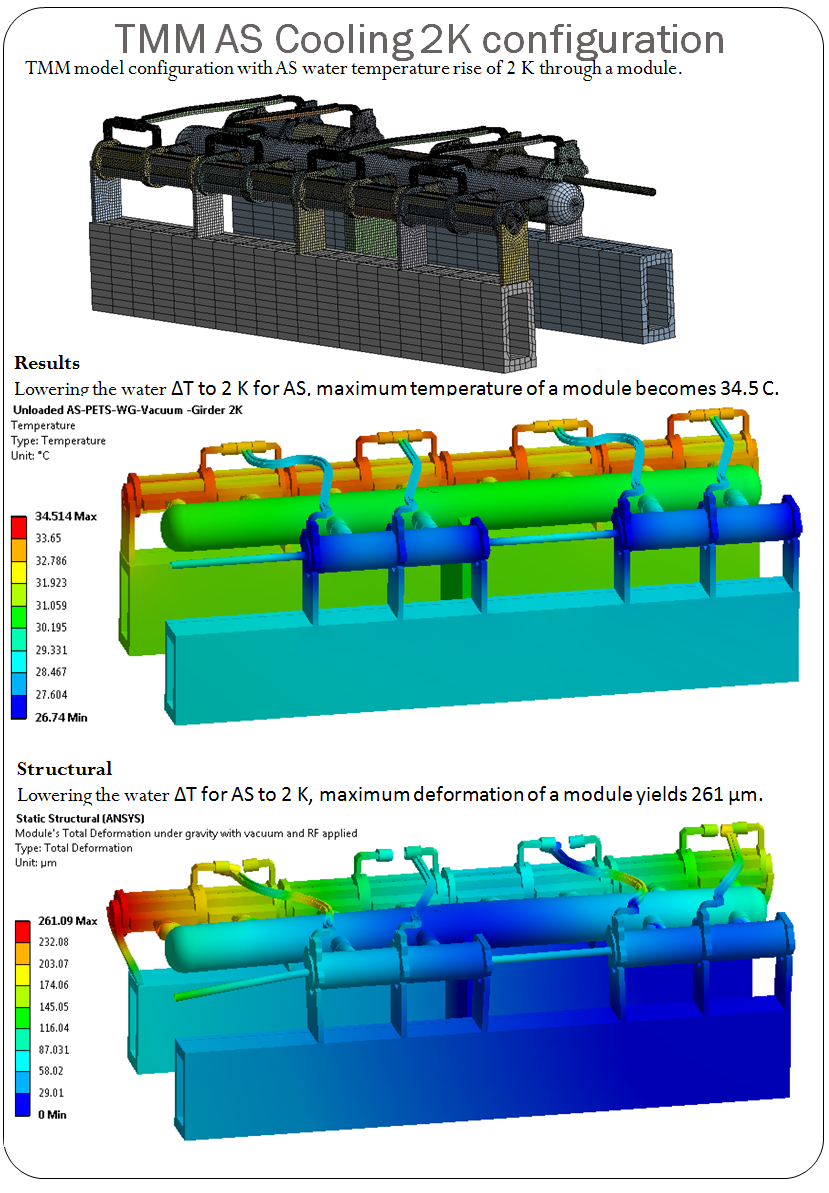 TMM AS Cooling 2K configuration
TMM model configuration with AS water temperature rise of 2 K through a module.
Results
Lowering the water ΔT to 2 K for AS, maximum temperature of a module becomes 34.5 C.
Unloaded AS-PETS-WG-Vacuum -Girder 2K
Temperature
Type: Temperature
Unit: °C
34.514 Max
33.65
32.786
31.923
31.059
30.195
29.331
28.467
27.604
26.74 Min
Structural
Lowering the water ΔT for AS to 2 K, maximum deformation of a module yields 261 µm.
Static Structural (ANSYS)
Module's Total Deformation under gravity with vacuum and RF applied
Type: Total Deformation
Unit: µm
261.09 Max
232.08
203.07
174.06
145.05
116.04
87.031
58.02
29.01
0 Min